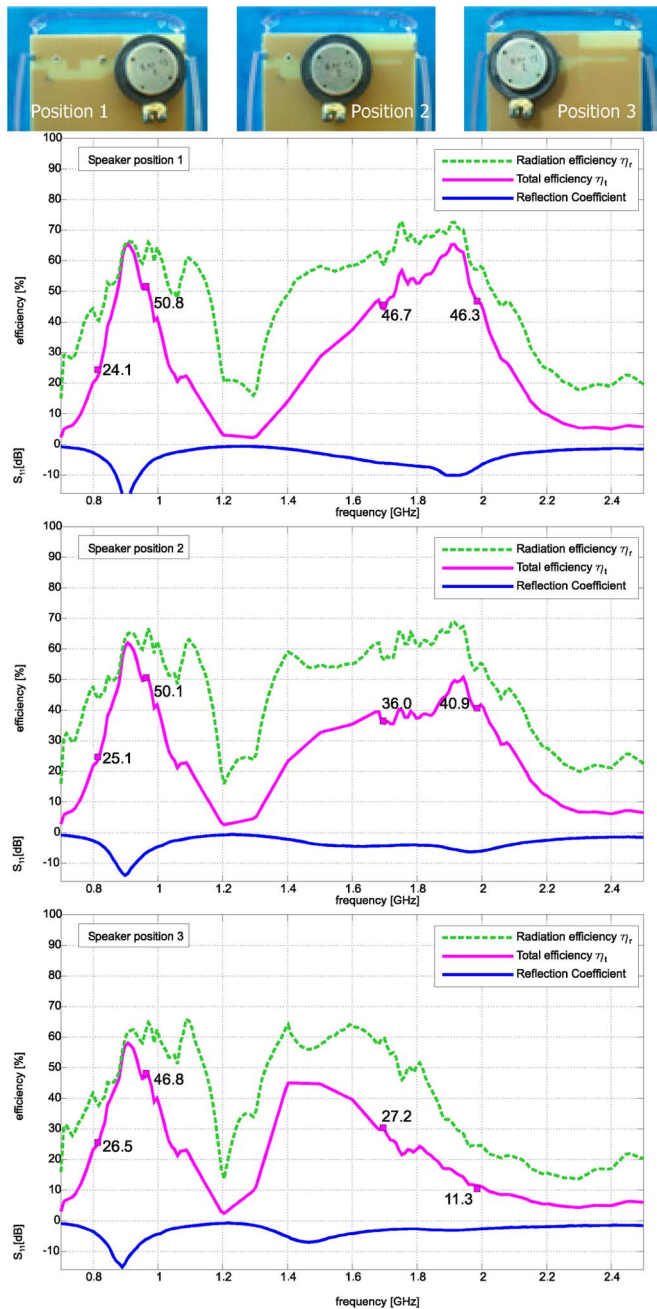 Position 1
Position 2
Position 3
100
90
80
70
60
50
40
30
20
10
0
-10
efficiency [%]
S11[dB]
Speaker position 1
Radiation efficiency ηr
Total efficiency ηt
Reflection Coefficient
24.1
50.8
46.7
46.3
0.8 1 1.2 1.4 1.6 1.8 2 2.2 2.4
frequency [GHz]
100
90
80
70
60
50
40
30
20
10
0
-10
efficiency [%]
S11[dB]
Speaker position 2
Radiation efficiency ηr
Total efficiency ηt
Reflection Coefficient
25.1
50.1
36.0
40.9
0.8 1 1.2 1.4 1.6 1.8 2 2.2 2.4
frequency [GHz]
100
90
80
70
60
50
40
30
20
10
0
-10
efficiency [%]
S11[dB]
Speaker position 3
Radiation efficiency ηr
Total efficiency ηt
Reflection Coefficient
26.5
46.8
27.2
11.3
0.8 1 1.2 1.4 1.6 1.8 2 2.2 2.4
frequency [GHz]